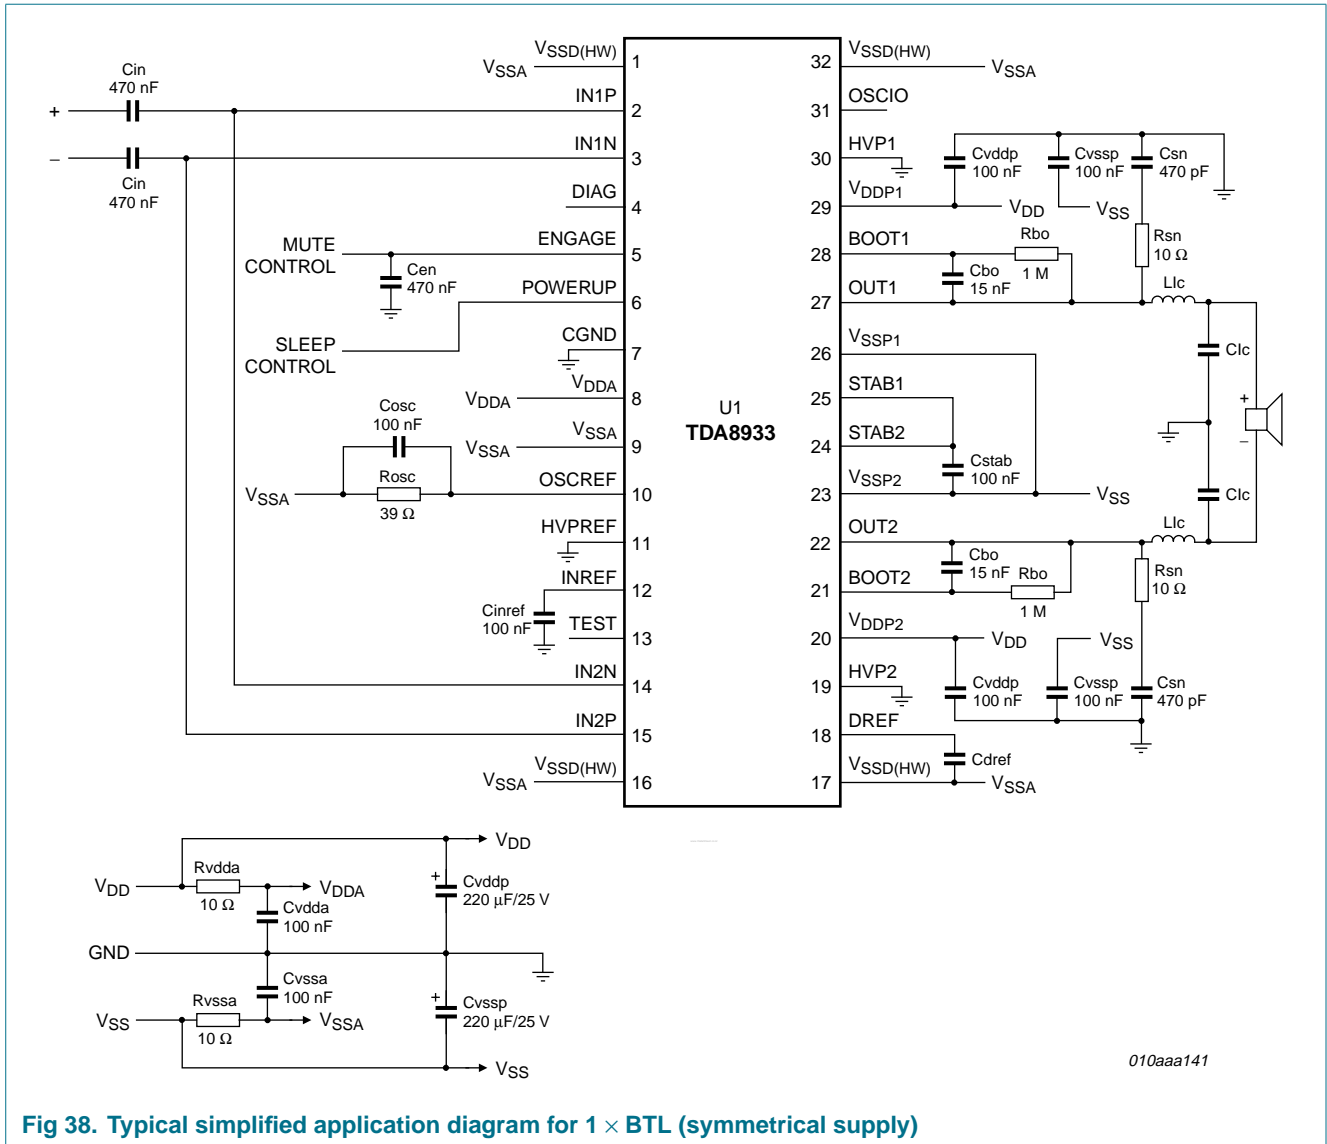 Cin
470 nF
+
−
Cin
470 nF
MUTE
CONTROL
Cen
470 nF
SLEEP
CONTROL
VSSA
VSSD(HW)
1
IN1P
2
IN1N
3
DIAG
4
ENGAGE
5
POWERUP
6
CGND
7
VDDA
VDDA
8
VSSA
VSSA
9
Cosc
100 nF
Rosc
39 Ω
VSSA
OSCREF
10
HVPREF
11
INREF
12
Cinref
100 nF
TEST
13
IN2N
14
IN2P
15
VSSA
VSSD(HW)
16
U1
TDA8933
32
VSSD(HW)
VSSA
31
OSCIO
30
HVP1
29
VDDP1
VDD
Cvddp
100 nF
Cvssp
100 nF
VSS
Csn
470 pF
Rsn
10 Ω
28
BOOT1
Rbo
1 M
Cbo
15 nF
27
OUT1
Llc
26
VSSP1
Clc
25
STAB1
+
−
24
STAB2
Cstab
100 nF
23
VSSP2
VSS
Clc
22
OUT2
Llc
Cbo
15 nF
Rbo
1 M
Rsn
10 Ω
21
BOOT2
20
VDDP2
VDD
VSS
19
HVP2
Cvddp
100 nF
Cvssp
100 nF
Csn
470 pF
18
DREF
Cdref
17
VSSD(HW)
VSSA
VDD
VDD
Rvdda
10 Ω
VDDA
Cvdda
100 nF
+
Cvddp
220 µF/25 V
GND
Cvssa
100 nF
Rvssa
10 Ω
VSS
VSSA
+
Cvssp
220 µF/25 V
VSS
010aaa141
Fig 38. Typical simplified application diagram for 1 × BTL (symmetrical supply)